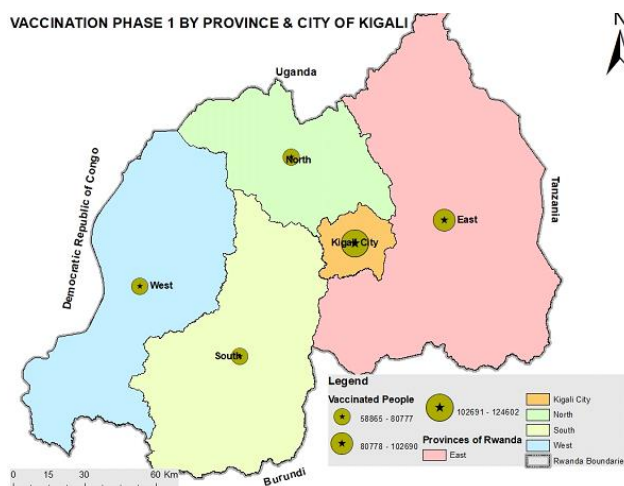 VACCINATION PHASE 1 BY PROVINCE & CITY OF KIGALI
N
Uganda
Democratic Republic of Congo
Tanzania
North
East
Kigali City
West
South
Burundi
Legend
Vaccinated People
58865 - 80777
80778 - 102690
102691 - 124602
Provinces of Rwanda
East
Kigali City
North
South
West
Rwanda Boundarie
0 15 30 60 Km